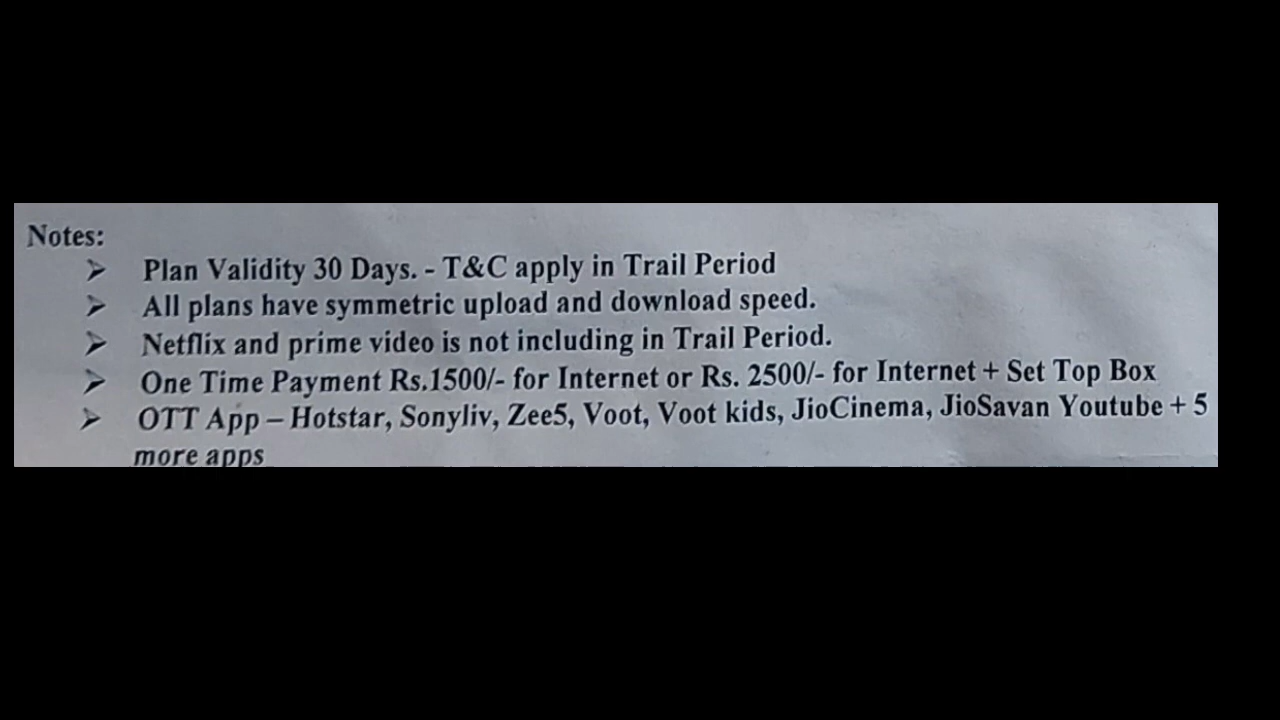 Notes:
➢ Plan Validity 30 Days. - T&C apply in Trail Period
➢ All plans have symmetric upload and download speed.
➢ Netflix and prime video is not including in Trail Period.
➢ One Time Payment Rs.1500/- for Internet or Rs. 2500/- for Internet + Set Top Box
➢ OTT App – Hotstar, Sonyliv, Zee5, Voot, Voot kids, JioCinema, JioSavan Youtube + 5
more apps